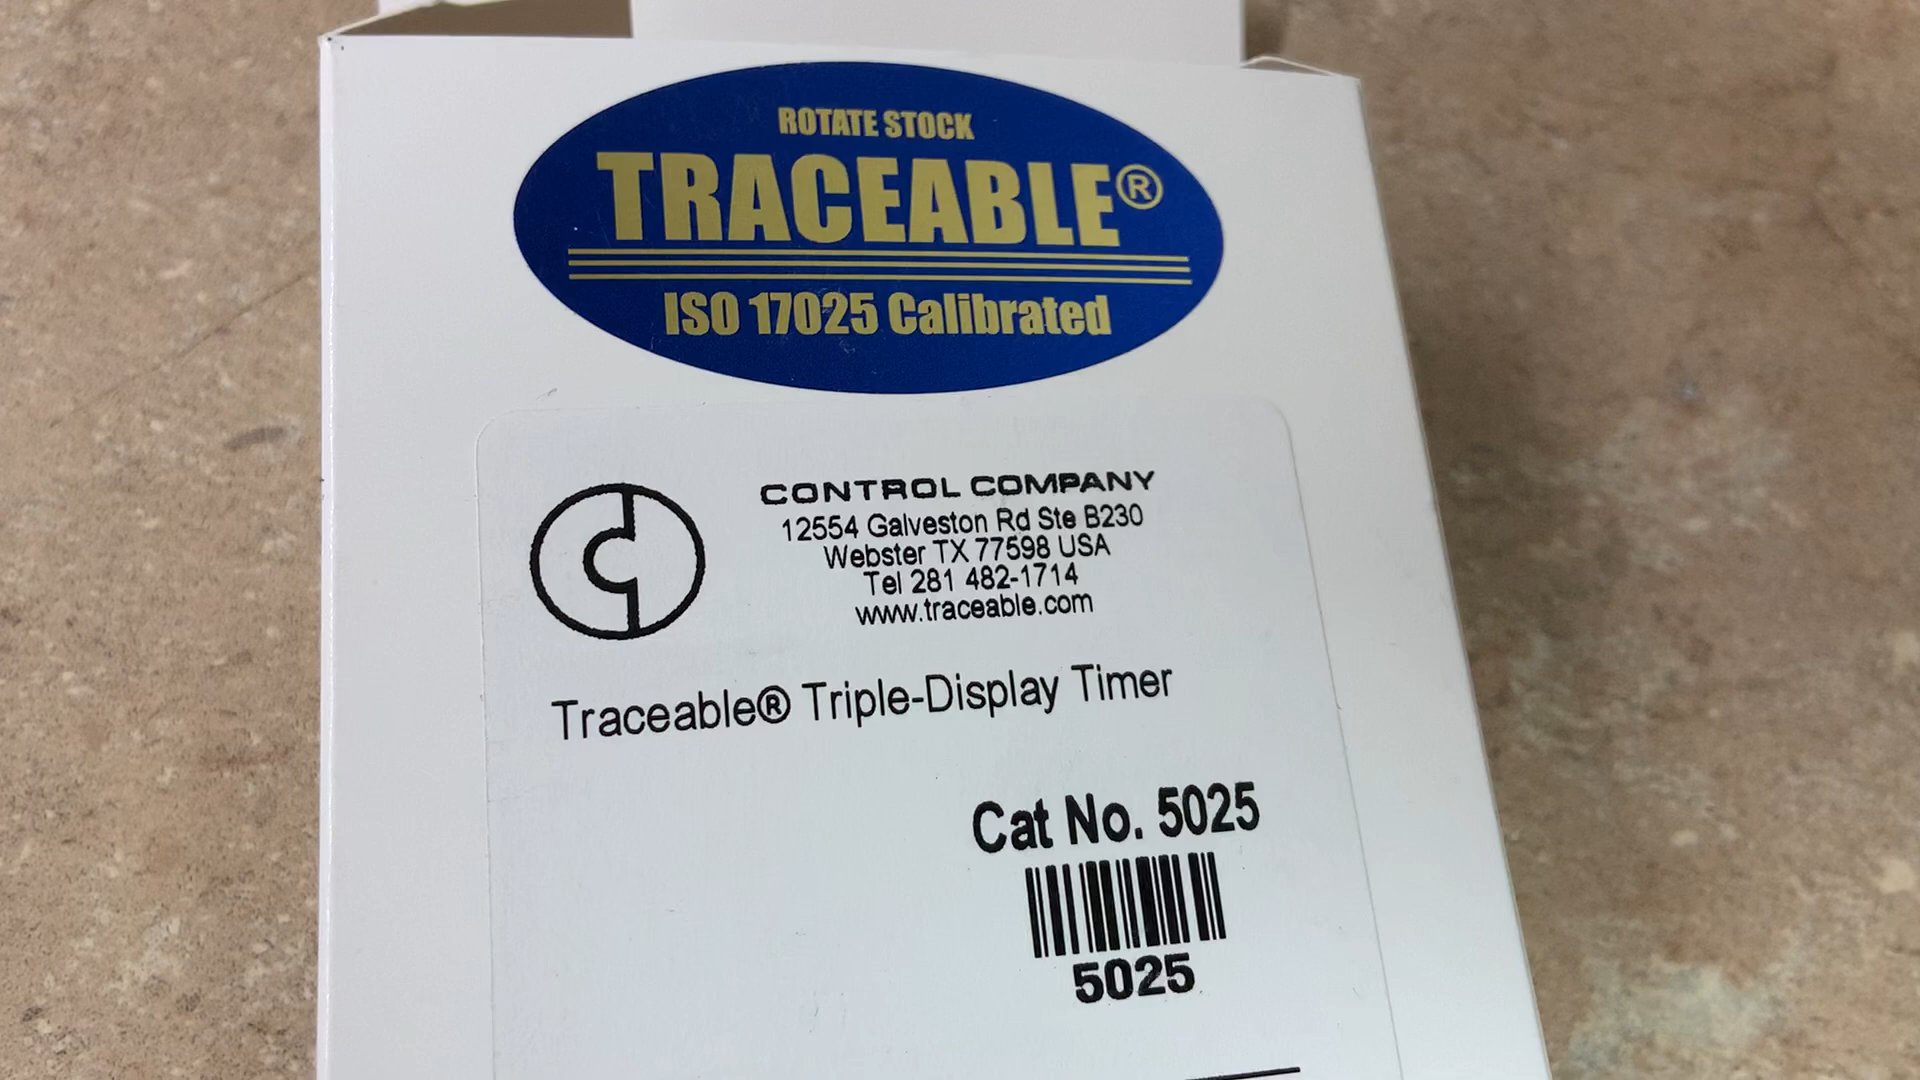 ROTATE STOCK
TRACEABLE®
ISO 17025 Calibrated
CONTROL COMPANY
12554 Galveston Rd Ste B230
Webster TX 77598 USA
Tel 281 482-1714
www.traceable.com
Traceable® Triple-Display Timer
Cat No. 5025
5025